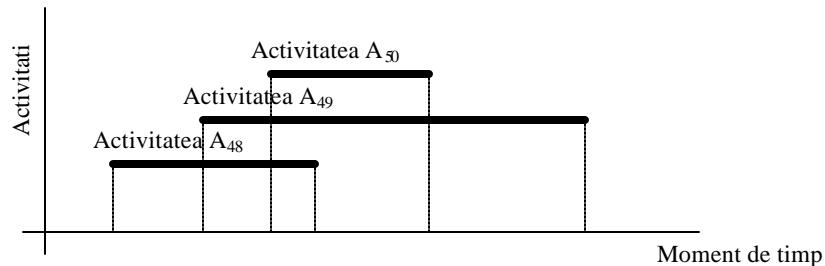 Activitatea A50
Activitatea A49
Activitatea A48
Activitati
Moment de timp